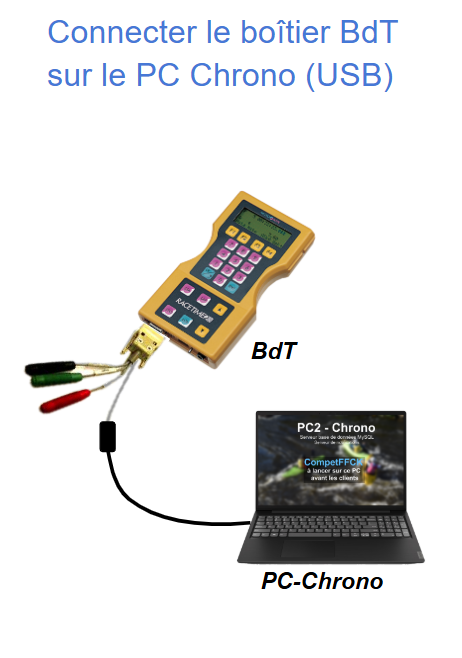 Connecter le boîtier BdT
sur le PC Chrono (USB)
RACETIME
BdT
PC2 - Chrono
Serveur base de données MySQL
CompetFFCK
à lancer sur ce PC
avant les clients
PC-Chrono